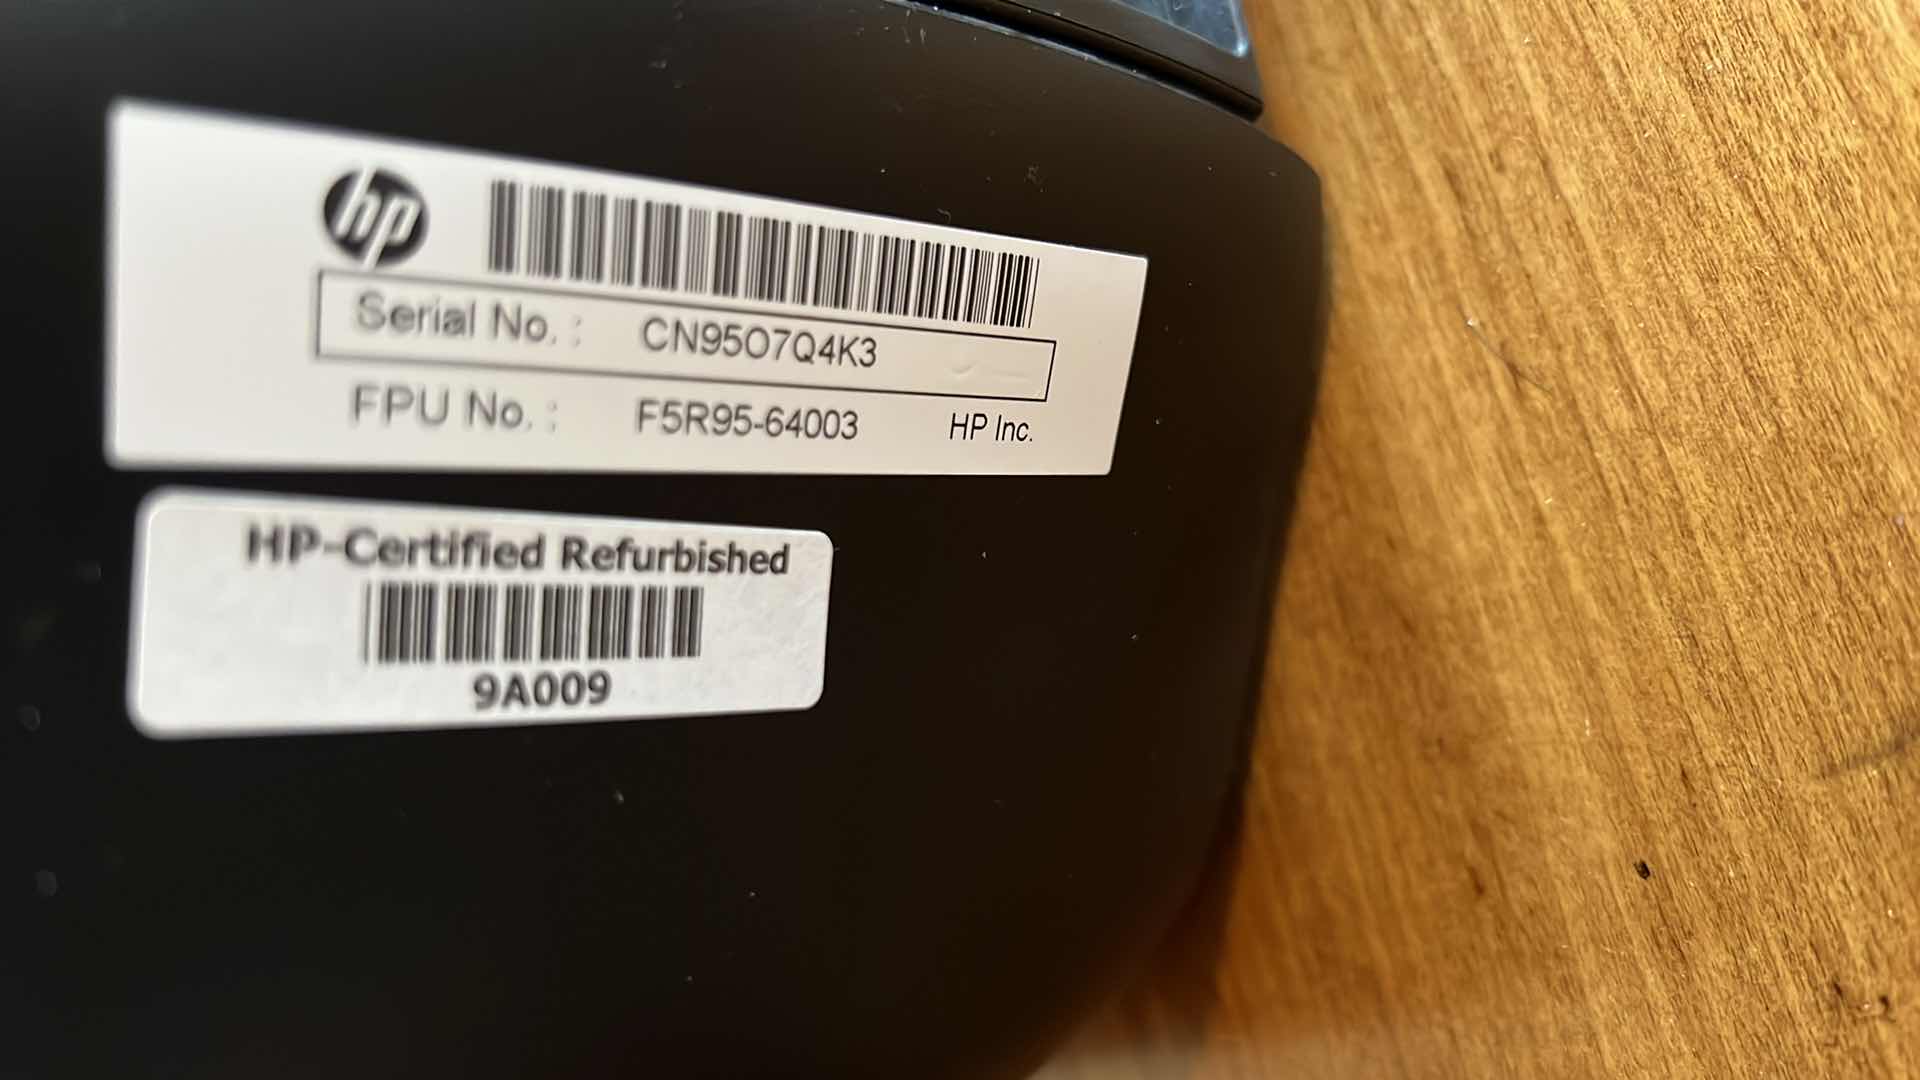 hp
Serial No. : CN95O7Q4K3
FPU No. : F5R95-64003 HP Inc.
HP-Certified Refurbished
9A009